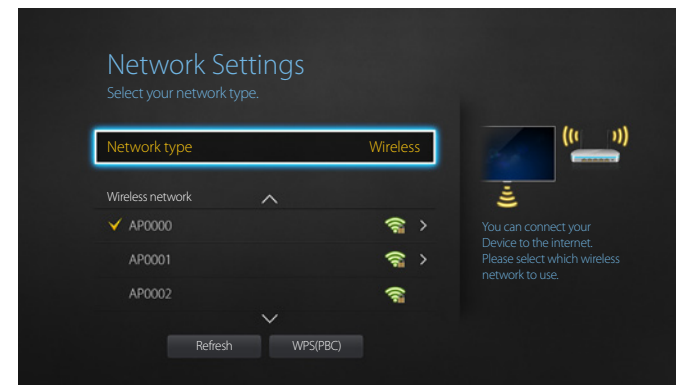 Network Settings
Select your network type.
Network type Wireless
Wireless network
AP0000
AP0001
AP0002
Refresh WPS(PBC)
You can connect your
Device to the internet.
Please select which wireless
network to use.